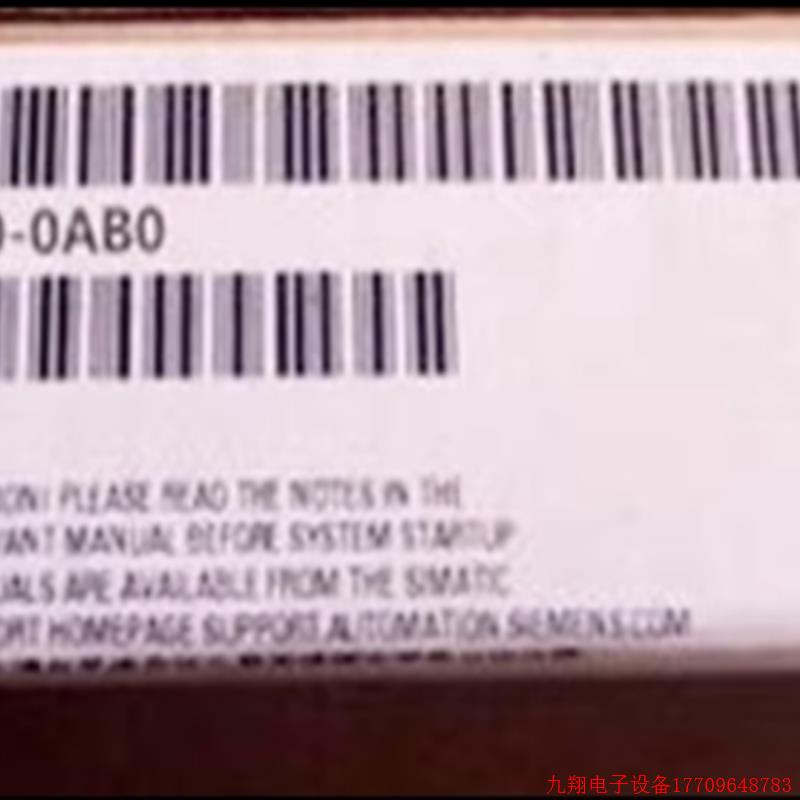 0-0AB0
ION! PLEASE READ THE NOTES IN THE
VANT MANUAL BEFORE SYSTEM STARTUP
UALS ARE AVAILABLE FROM THE SIMATIC
ORT HOMEPAGE SUPPORT.AUTOMATION.SIEMENS.COM
九翔电子设备17709648783